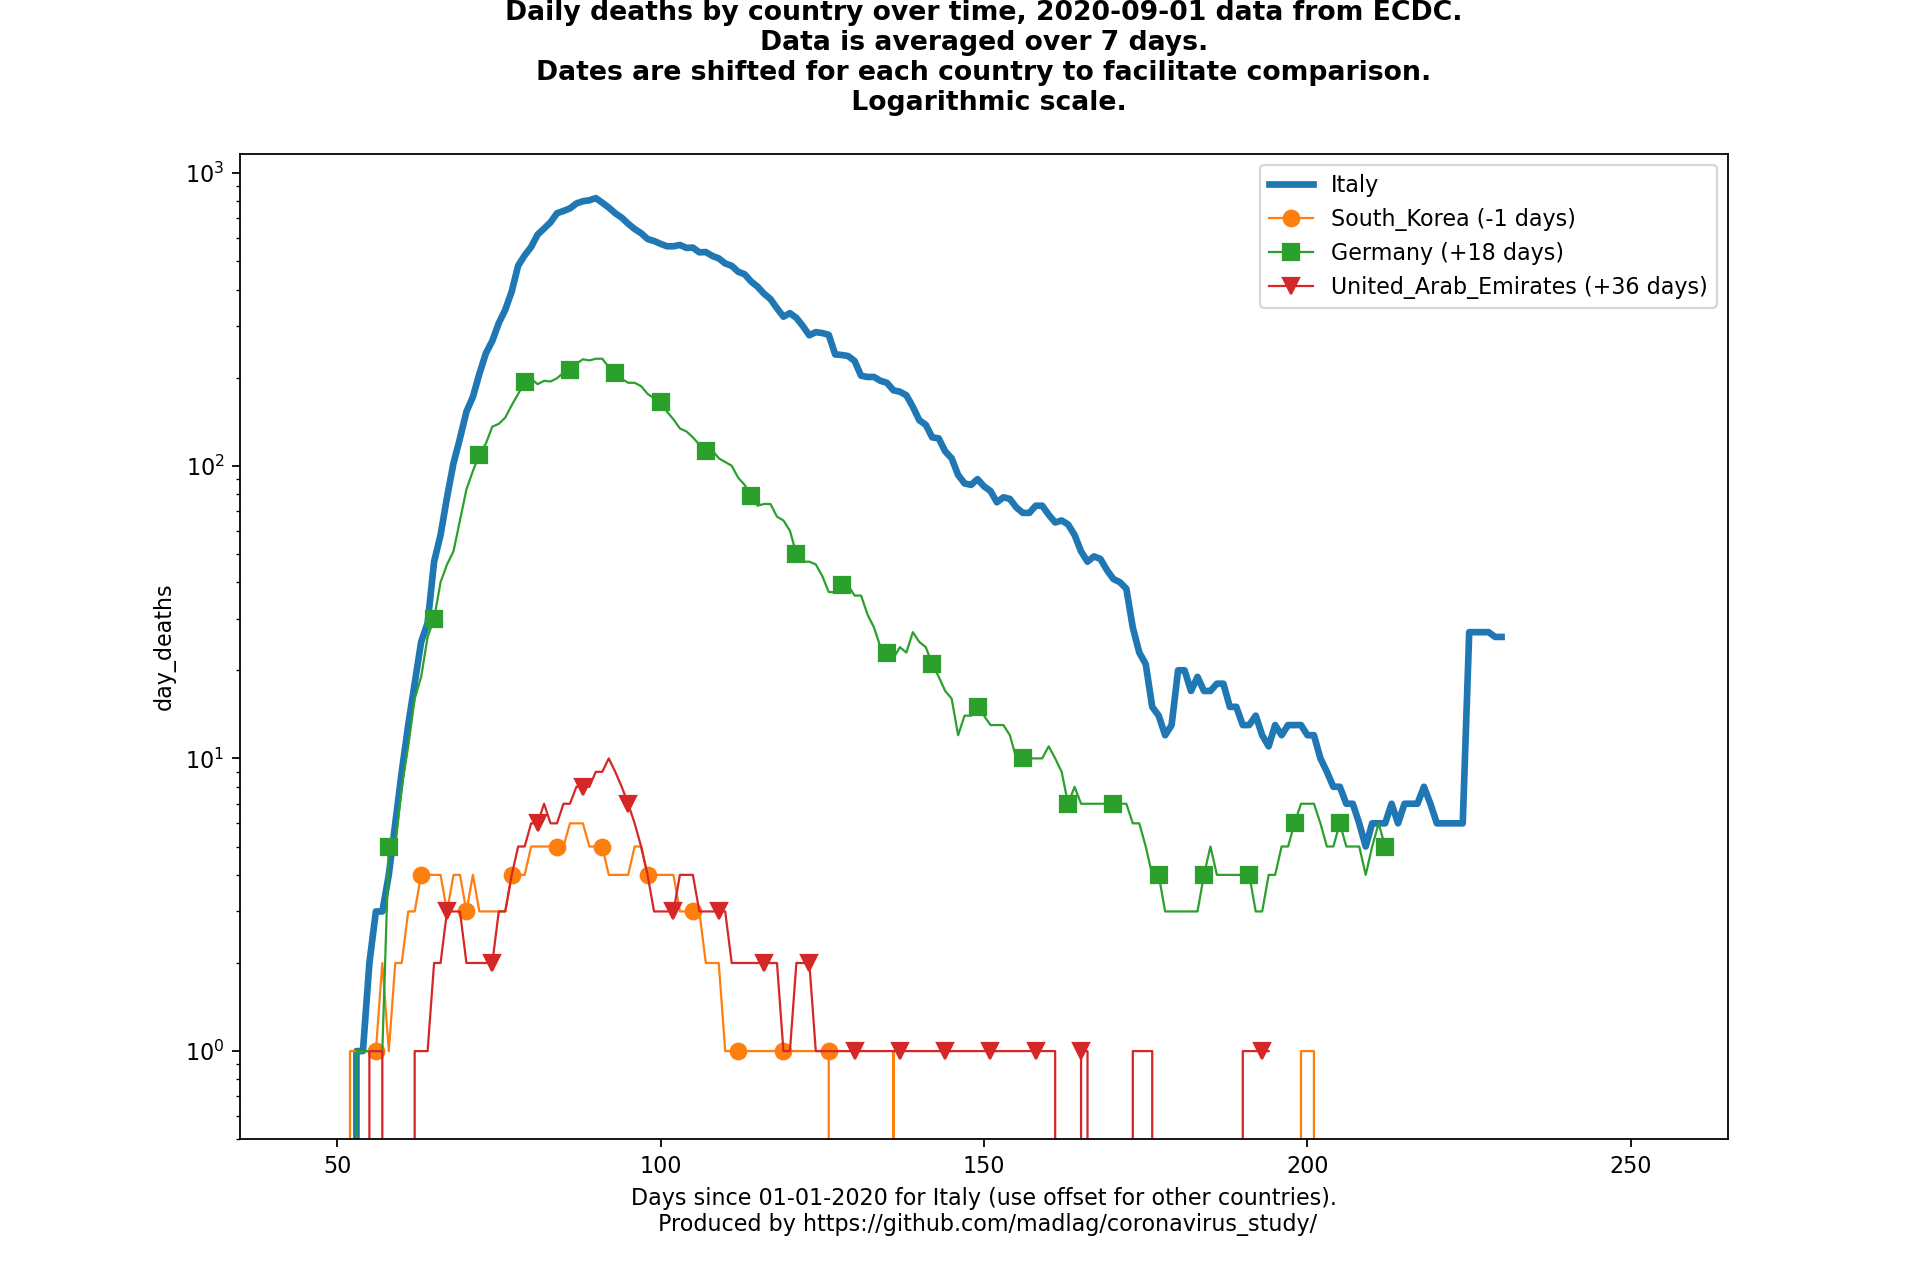 Daily deaths by country over time, 2020-09-01 data from ECDC.
Data is averaged over 7 days.
Dates are shifted for each country to facilitate comparison.
Logarithmic scale.
10³
10²
10¹
10⁰
day_deaths
Italy
South_Korea (-1 days)
Germany (+18 days)
United_Arab_Emirates (+36 days)
50 100 150 200 250
Days since 01-01-2020 for Italy (use offset for other countries).
Produced by https://github.com/madlag/coronavirus_study/